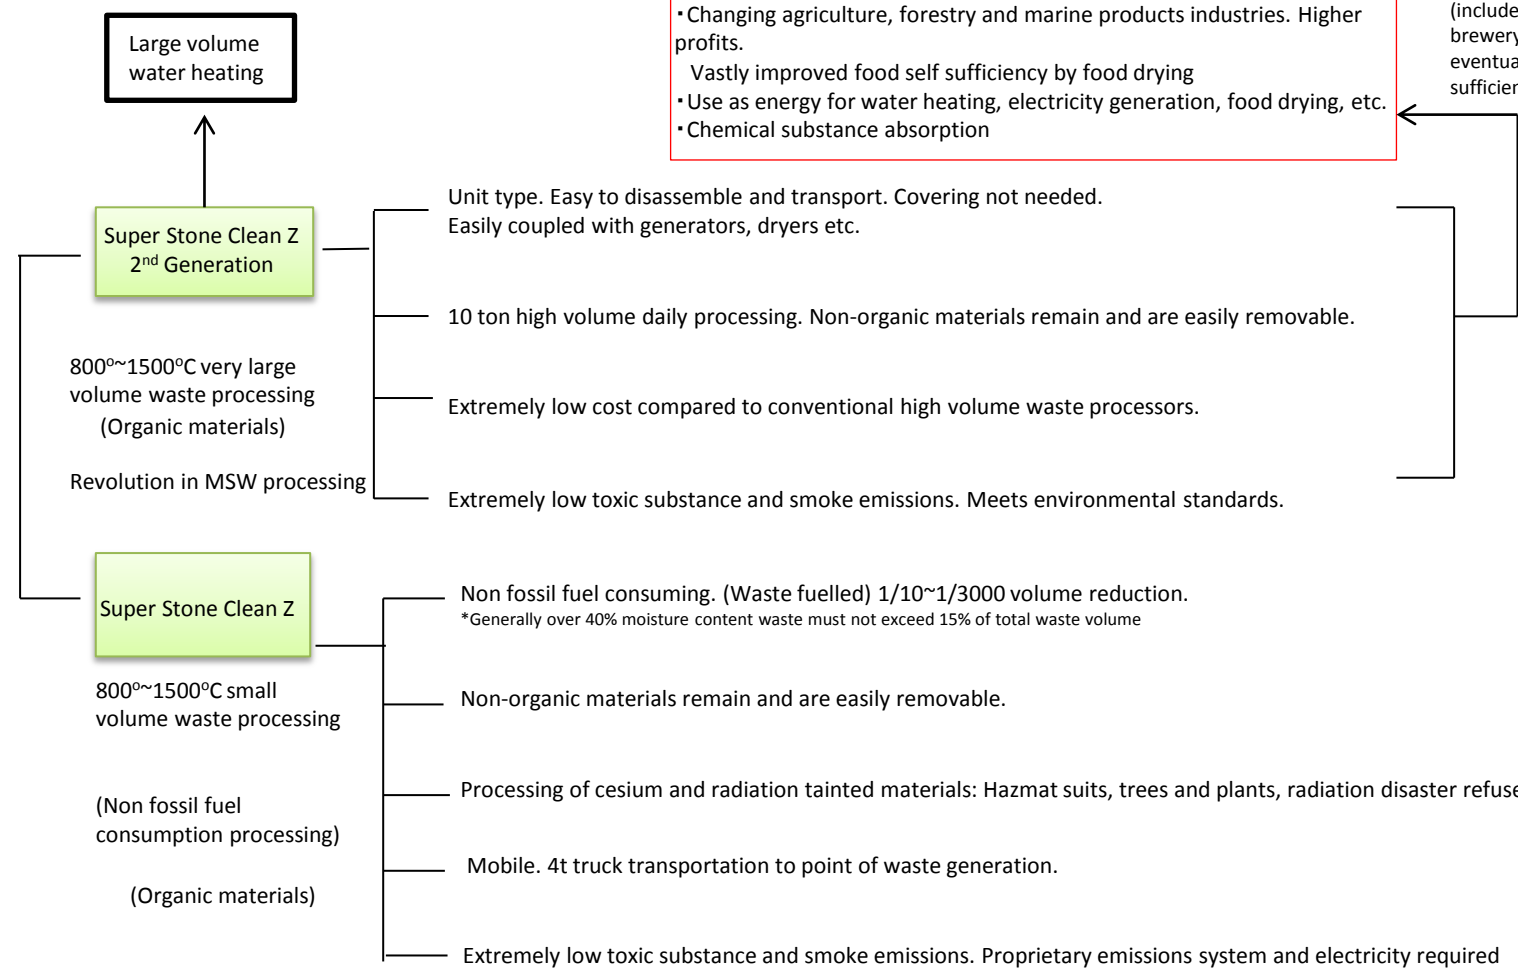 ・Changing agriculture, forestry and marine products industries. Higher
profits.
Vastly improved food self sufficiency by food drying
・Use as energy for water heating, electricity generation, food drying, etc.
・Chemical substance absorption
(include
brewery
eventua
sufficien
Large volume
water heating
Super Stone Clean Z
2nd Generation
Unit type. Easy to disassemble and transport. Covering not needed.
Easily coupled with generators, dryers etc.
10 ton high volume daily processing. Non-organic materials remain and are easily removable.
800°~1500°C very large
volume waste processing
(Organic materials)
Extremely low cost compared to conventional high volume waste processors.
Revolution in MSW processing
Extremely low toxic substance and smoke emissions. Meets environmental standards.
Super Stone Clean Z
Non fossil fuel consuming. (Waste fuelled) 1/10~1/3000 volume reduction.
*Generally over 40% moisture content waste must not exceed 15% of total waste volume
800°~1500°C small
volume waste processing
Non-organic materials remain and are easily removable.
(Non fossil fuel
consumption processing)
Processing of cesium and radiation tainted materials: Hazmat suits, trees and plants, radiation disaster refuse
Mobile. 4t truck transportation to point of waste generation.
(Organic materials)
Extremely low toxic substance and smoke emissions. Proprietary emissions system and electricity required